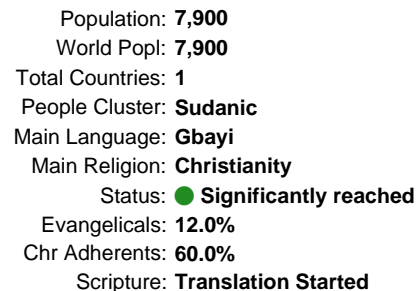 Population: 7,900
World Popl: 7,900
Total Countries: 1
People Cluster: Sudanic
Main Language: Gbayi
Main Religion: Christianity
Status: Significantly reached
Evangelicals: 12.0%
Chr Adherents: 60.0%
Scripture: Translation Started